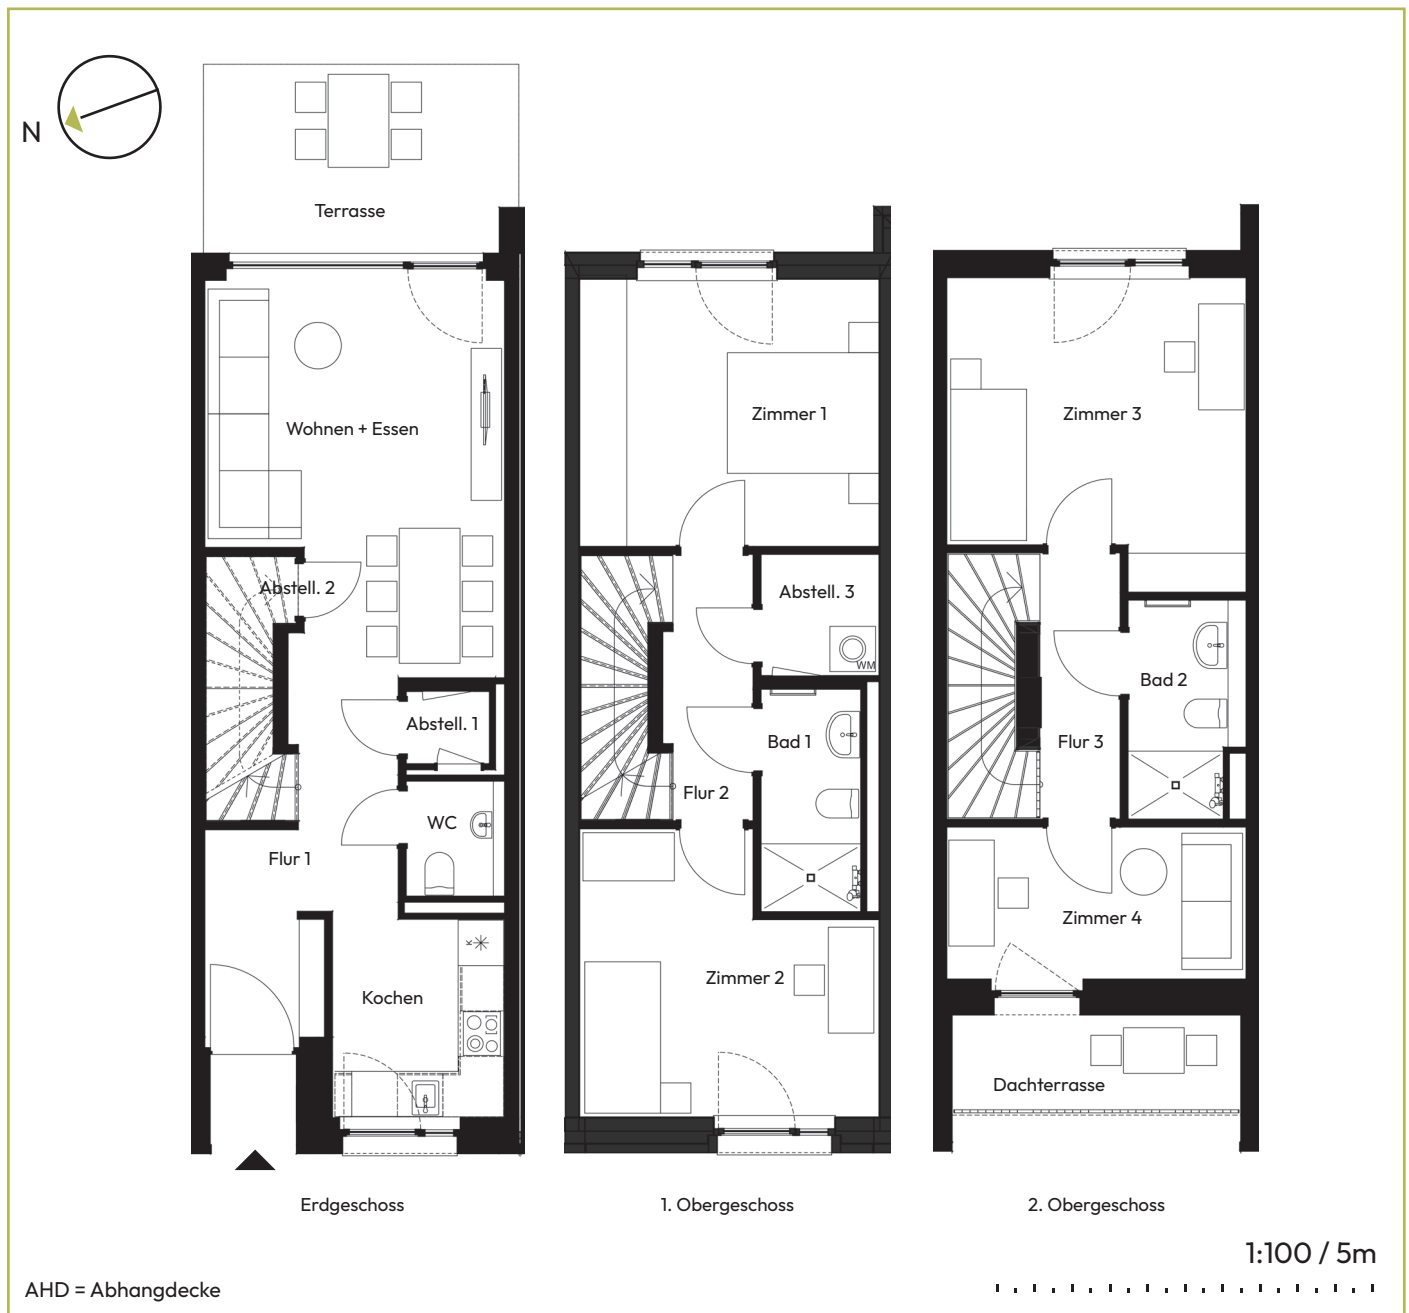 N
Terrasse
Wohnen + Essen
Abstell. 2
Abstell. 1
WC
Flur 1
K
Kochen
Erdgeschoss
Zimmer 1
Abstell. 3
WM
Bad 1
Flur 2
Zimmer 2
1. Obergeschoss
Zimmer 3
Bad 2
Flur 3
Zimmer 4
Dachterrasse
2. Obergeschoss
1:100 / 5m
AHD = Abhangdecke